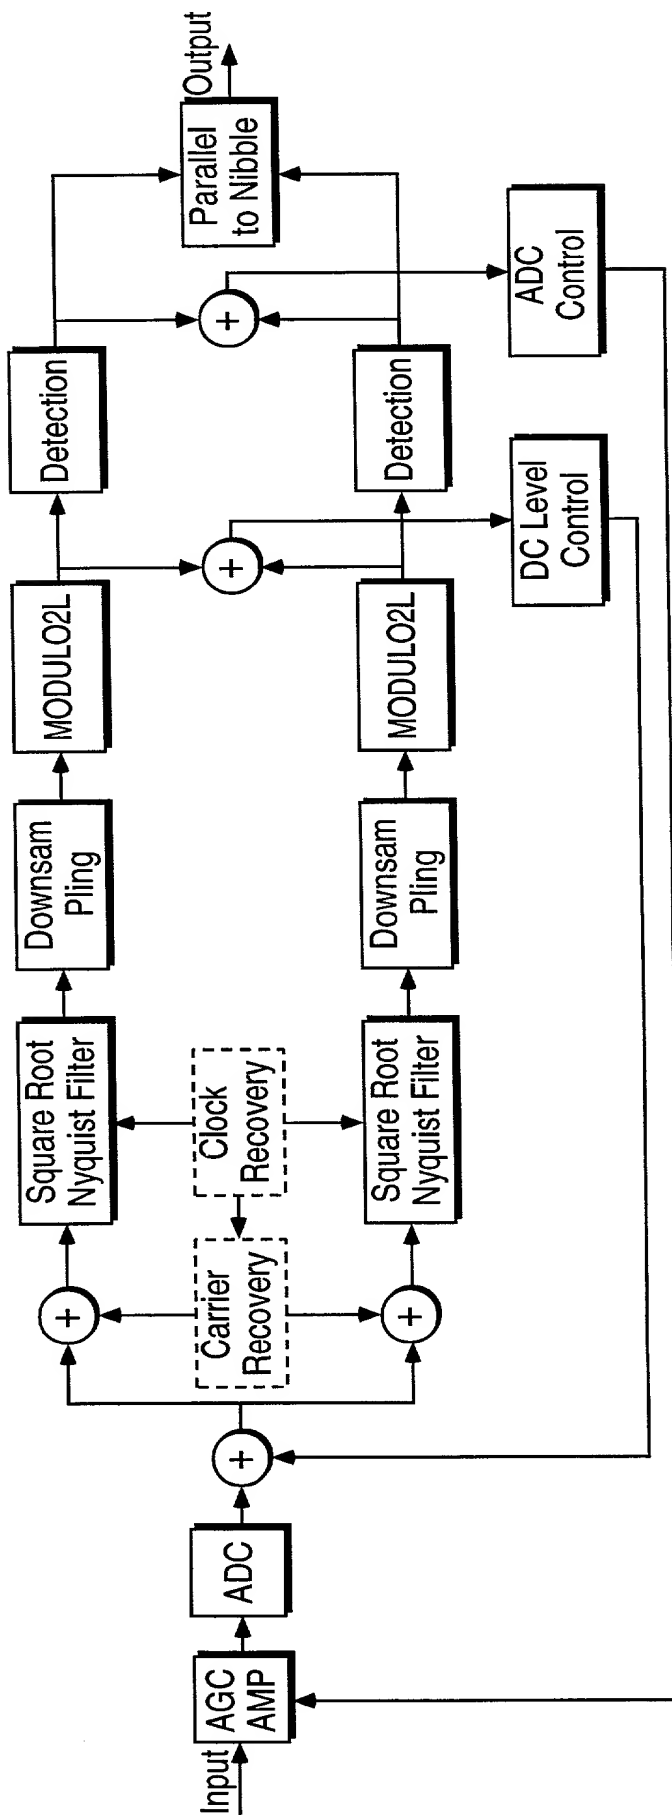 Input
AGC
AMP
ADC
+
+
+
Carrier
Recovery
Clock
Recovery
Square Root
Nyquist Filter
Square Root
Nyquist Filter
Downsam
Pling
Downsam
Pling
MODULO2L
MODULO2L
+
DC Level
Control
Detection
Detection
+
ADC
Control
Parallel
to Nibble
Output